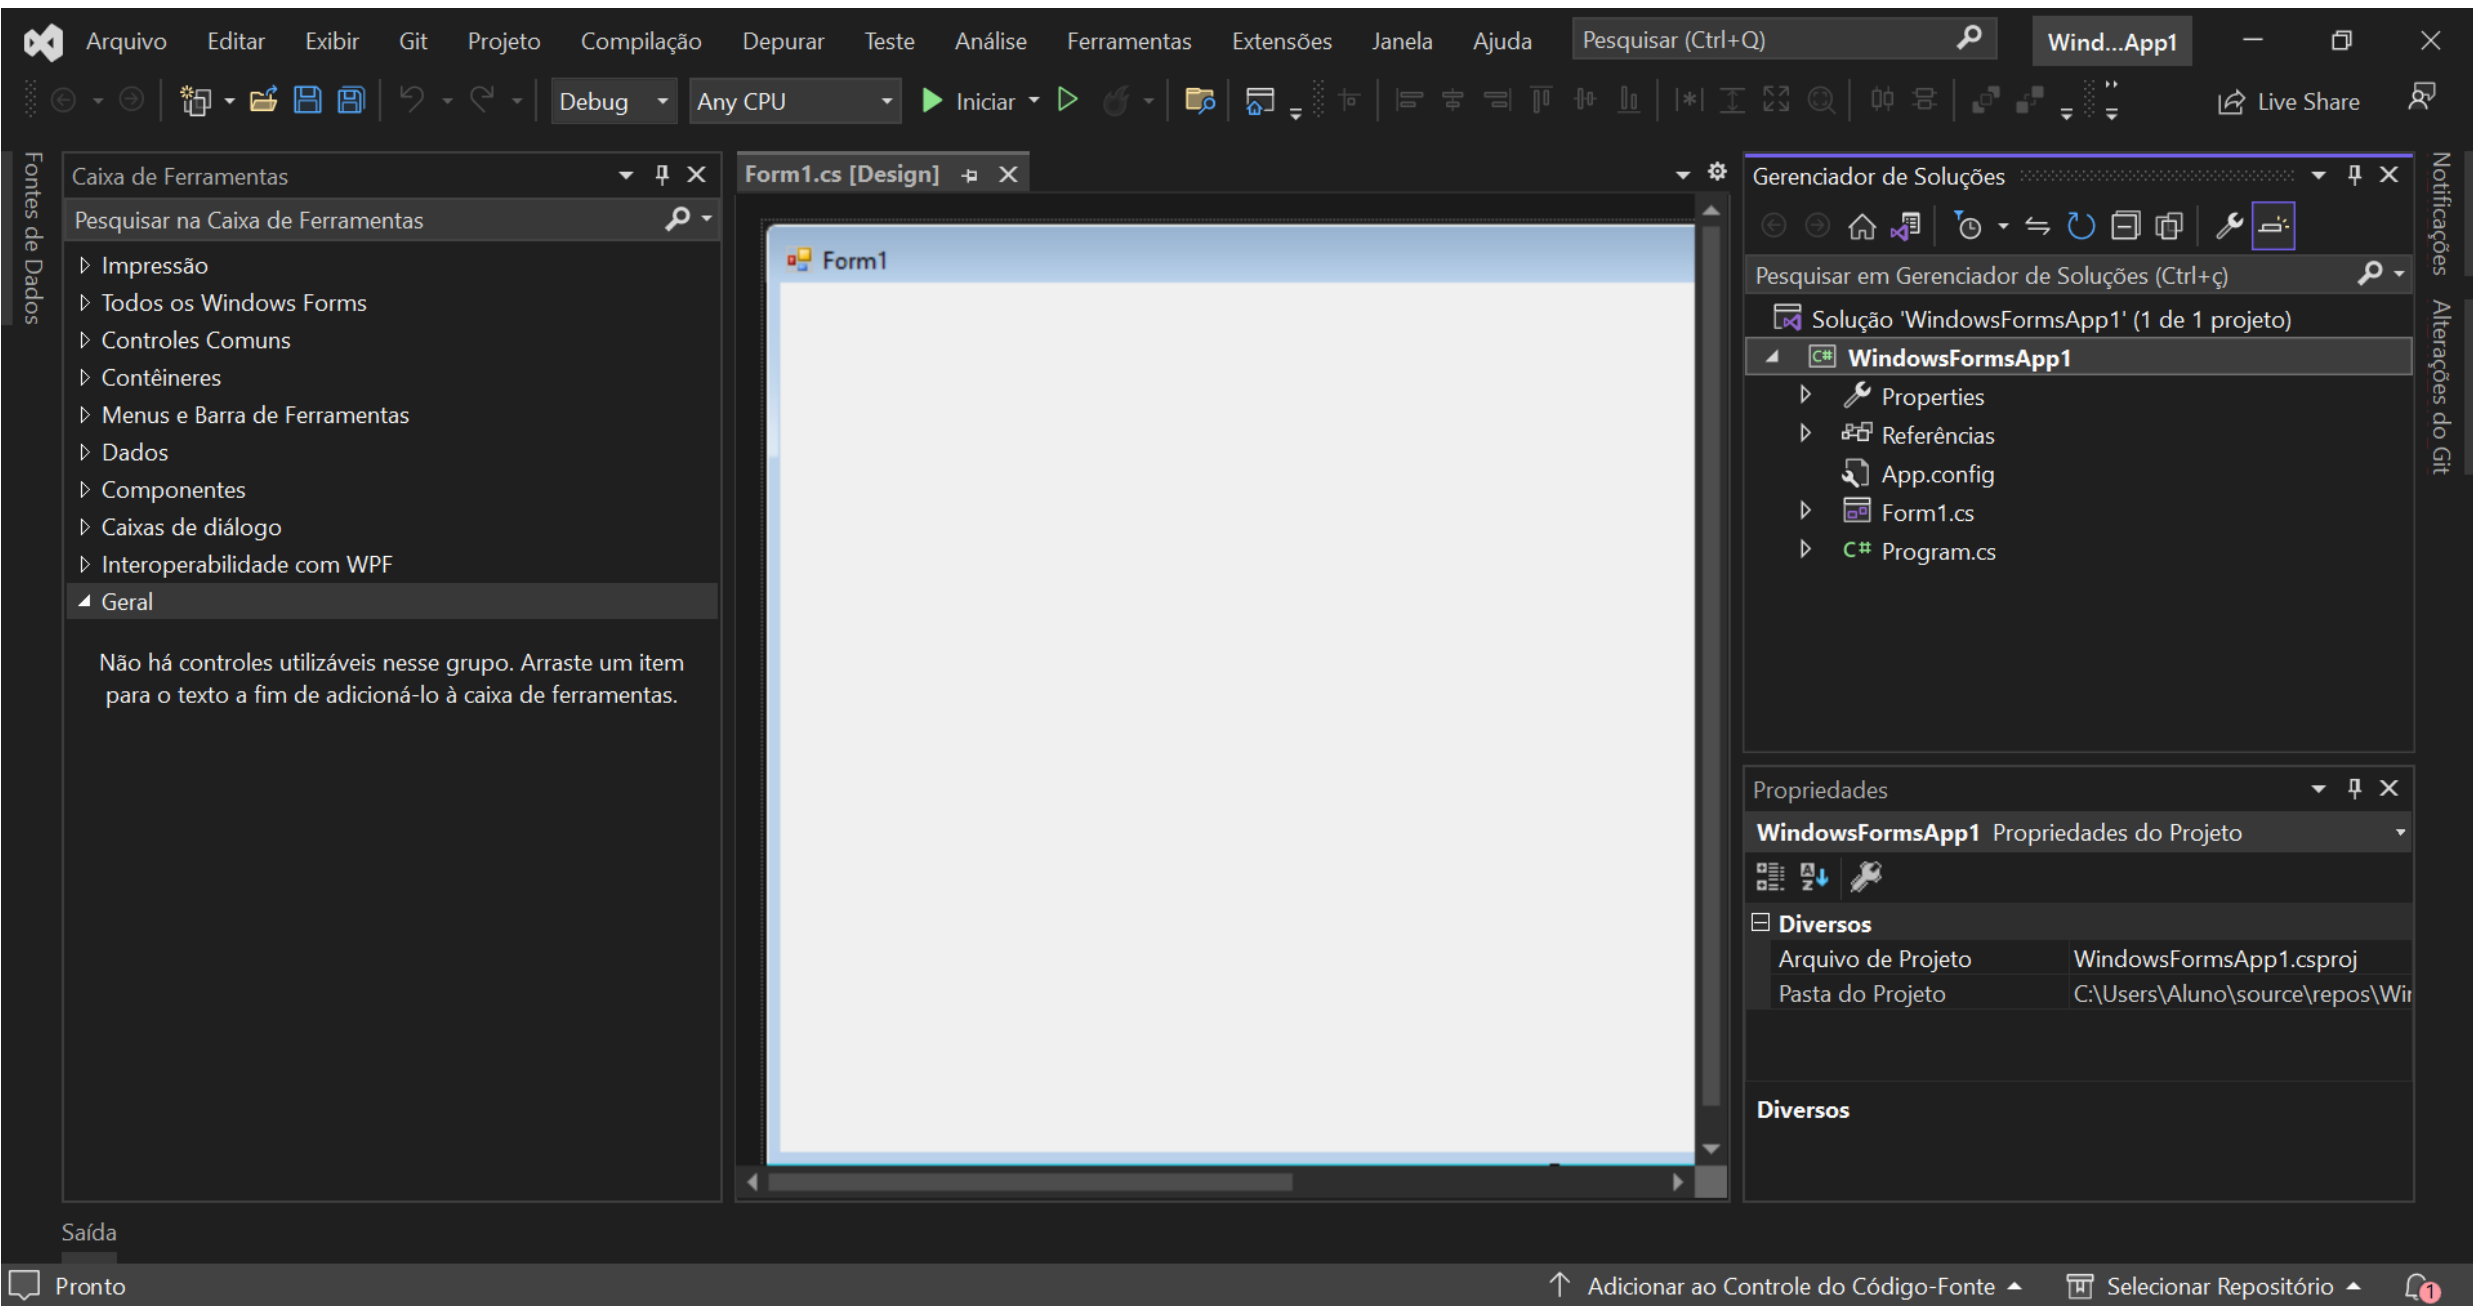 Arquivo Editar Exibir Git Projeto Compilação Depurar Teste Análise Ferramentas Extensões Janela Ajuda Pesquisar (Ctrl+Q) Wind...App1
Debug Any CPU Iniciar Live Share
Fontes de Dados
Caixa de Ferramentas
Pesquisar na Caixa de Ferramentas
Impressão
Todos os Windows Forms
Controles Comuns
Contêineres
Menus e Barra de Ferramentas
Dados
Componentes
Caixas de diálogo
Interoperabilidade com WPF
Geral
Não há controles utilizáveis nesse grupo. Arraste um item
para o texto a fim de adicioná-lo à caixa de ferramentas.
Form1.cs [Design]
Form1
Gerenciador de Soluções
Pesquisar em Gerenciador de Soluções (Ctrl+ç)
Solução 'WindowsFormsApp1' (1 de 1 projeto)
C# WindowsFormsApp1
Properties
Referências
App.config
Form1.cs
C# Program.cs
Propriedades
WindowsFormsApp1 Propriedades do Projeto
Diversos
Arquivo de Projeto WindowsFormsApp1.csproj
Pasta do Projeto C:\Users\Aluno\source\repos\Wir
Diversos
Notificações
Alterações do Git
Saída
Pronto Adicionar ao Controle do Código-Fonte Selecionar Repositório 1